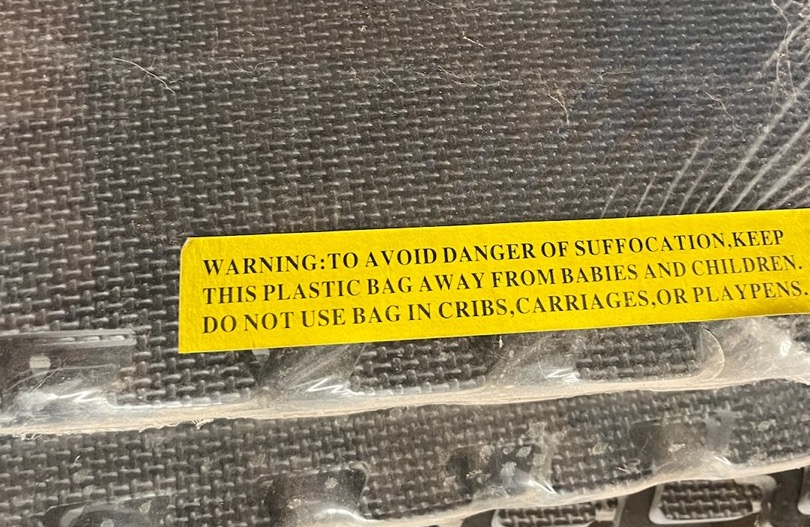 WARNING:TO AVOID DANGER OF SUFFOCATION,KEEP
THIS PLASTIC BAG AWAY FROM BABIES AND CHILDREN.
DO NOT USE BAG IN CRIBS,CARRIAGES,OR PLAYPENS.